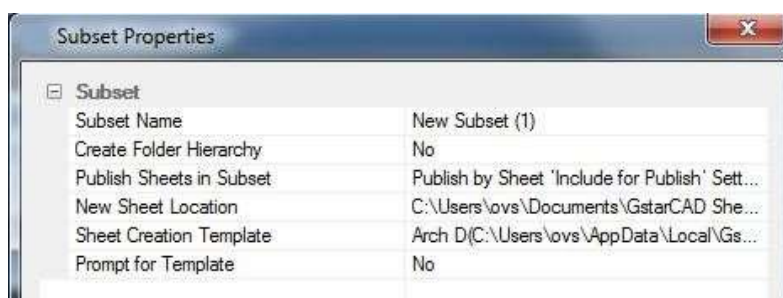 Subset Properties
Subset
Subset Name New Subset (1)
Create Folder Hierarchy No
Publish Sheets in Subset Publish by Sheet 'Include for Publish' Sett...
New Sheet Location C:\Users\ovs\Documents\GstarCAD She...
Sheet Creation Template Arch D(C:\Users\ovs\AppData\Local\Gs...
Prompt for Template No